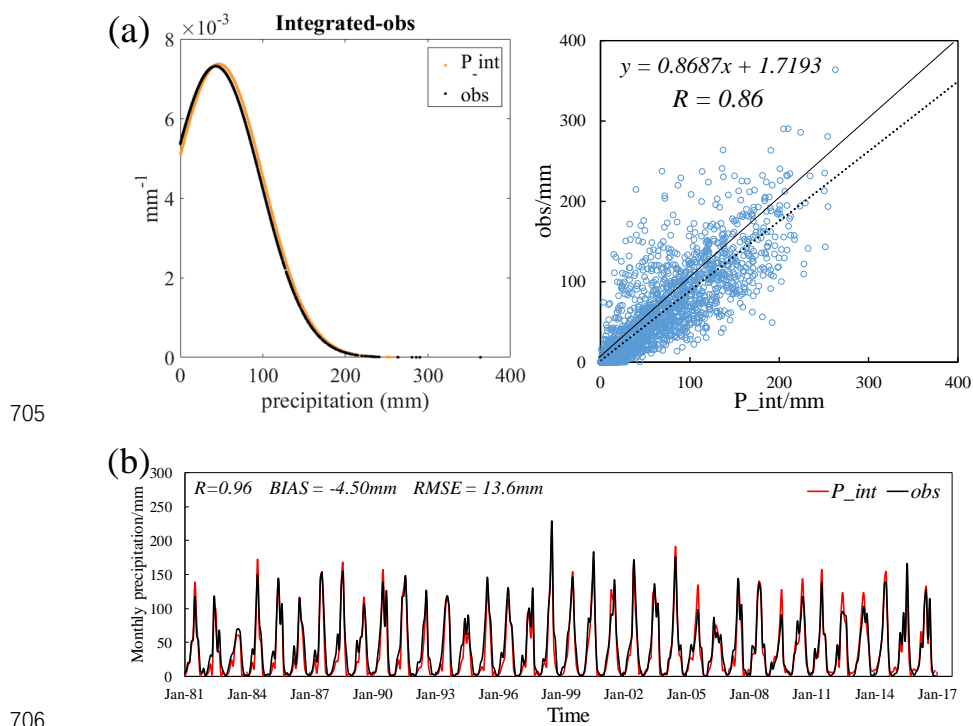 (a)
Integrated-obs
×10⁻³
P_int
obs
8
6
4
2
0
mm⁻¹
0 100 200 300 400
precipitation (mm)
y = 0.8687x + 1.7193
R = 0.86
400
300
200
100
0
obs/mm
0 100 200 300 400
P_int/mm
705
(b)
R=0.96 BIAS = -4.50mm RMSE = 13.6mm
P_int obs
300
250
200
150
100
50
0
Monthly precipitation/mm
Jan-81 Jan-84 Jan-87 Jan-90 Jan-93 Jan-96 Jan-99 Jan-02 Jan-05 Jan-08 Jan-11 Jan-14 Jan-17
Time
706